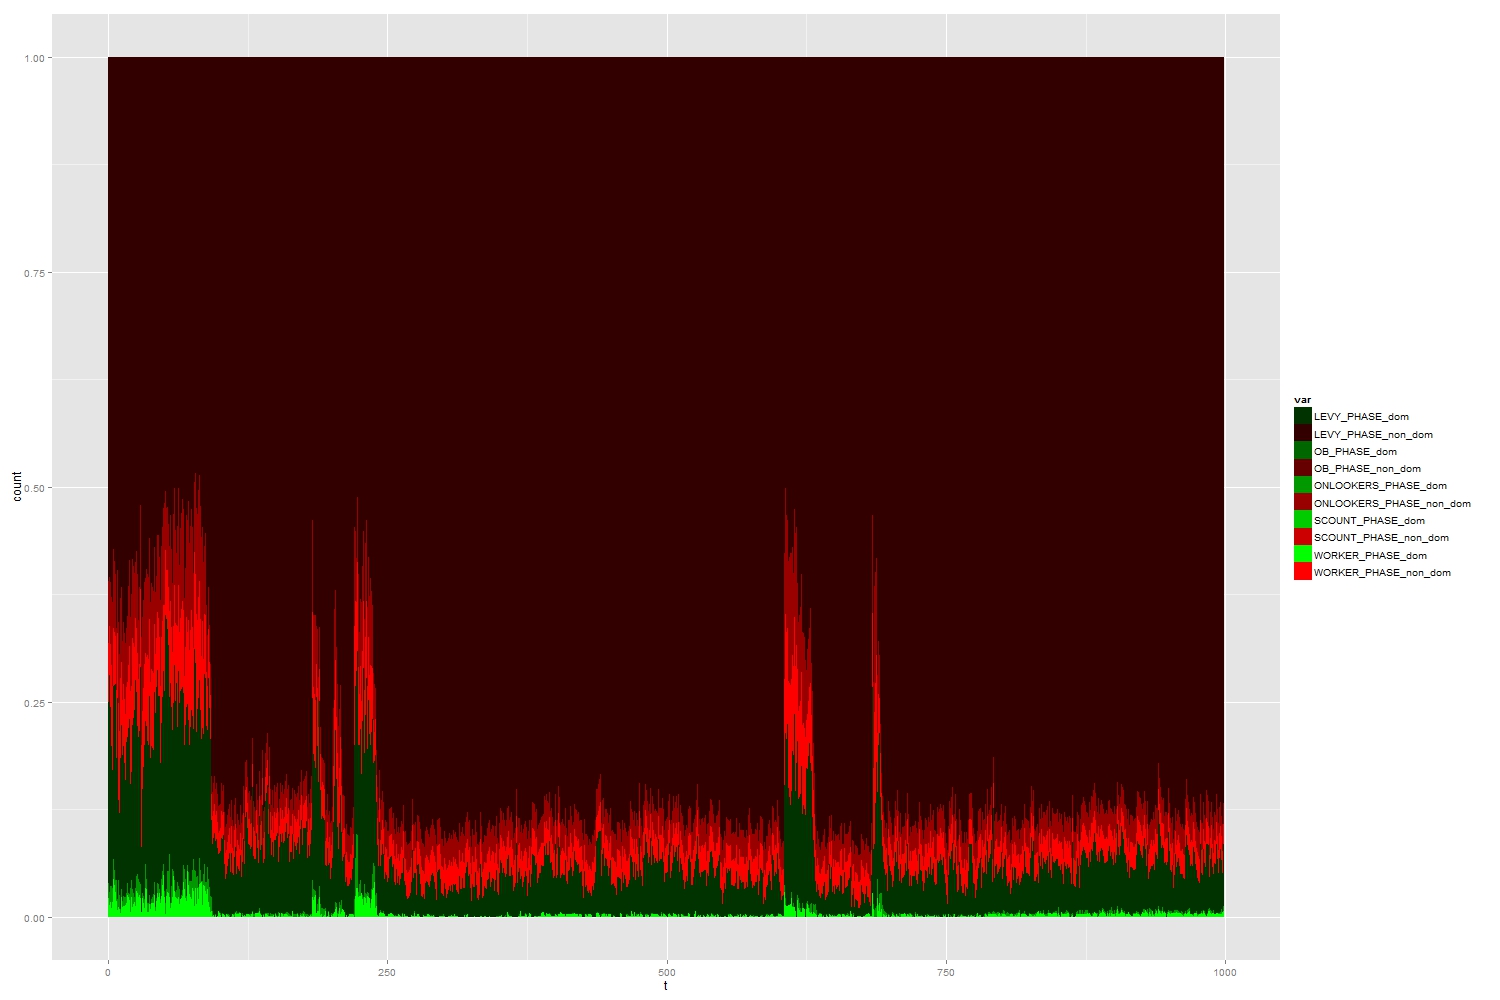 1.00
0.75
0.50
0.25
0.00
count
0
250
500
750
1000
t
var
LEVY_PHASE_dom
LEVY_PHASE_non_dom
OB_PHASE_dom
OB_PHASE_non_dom
ONLOOKERS_PHASE_dom
ONLOOKERS_PHASE_non_dom
SCOUNT_PHASE_dom
SCOUNT_PHASE_non_dom
WORKER_PHASE_dom
WORKER_PHASE_non_dom